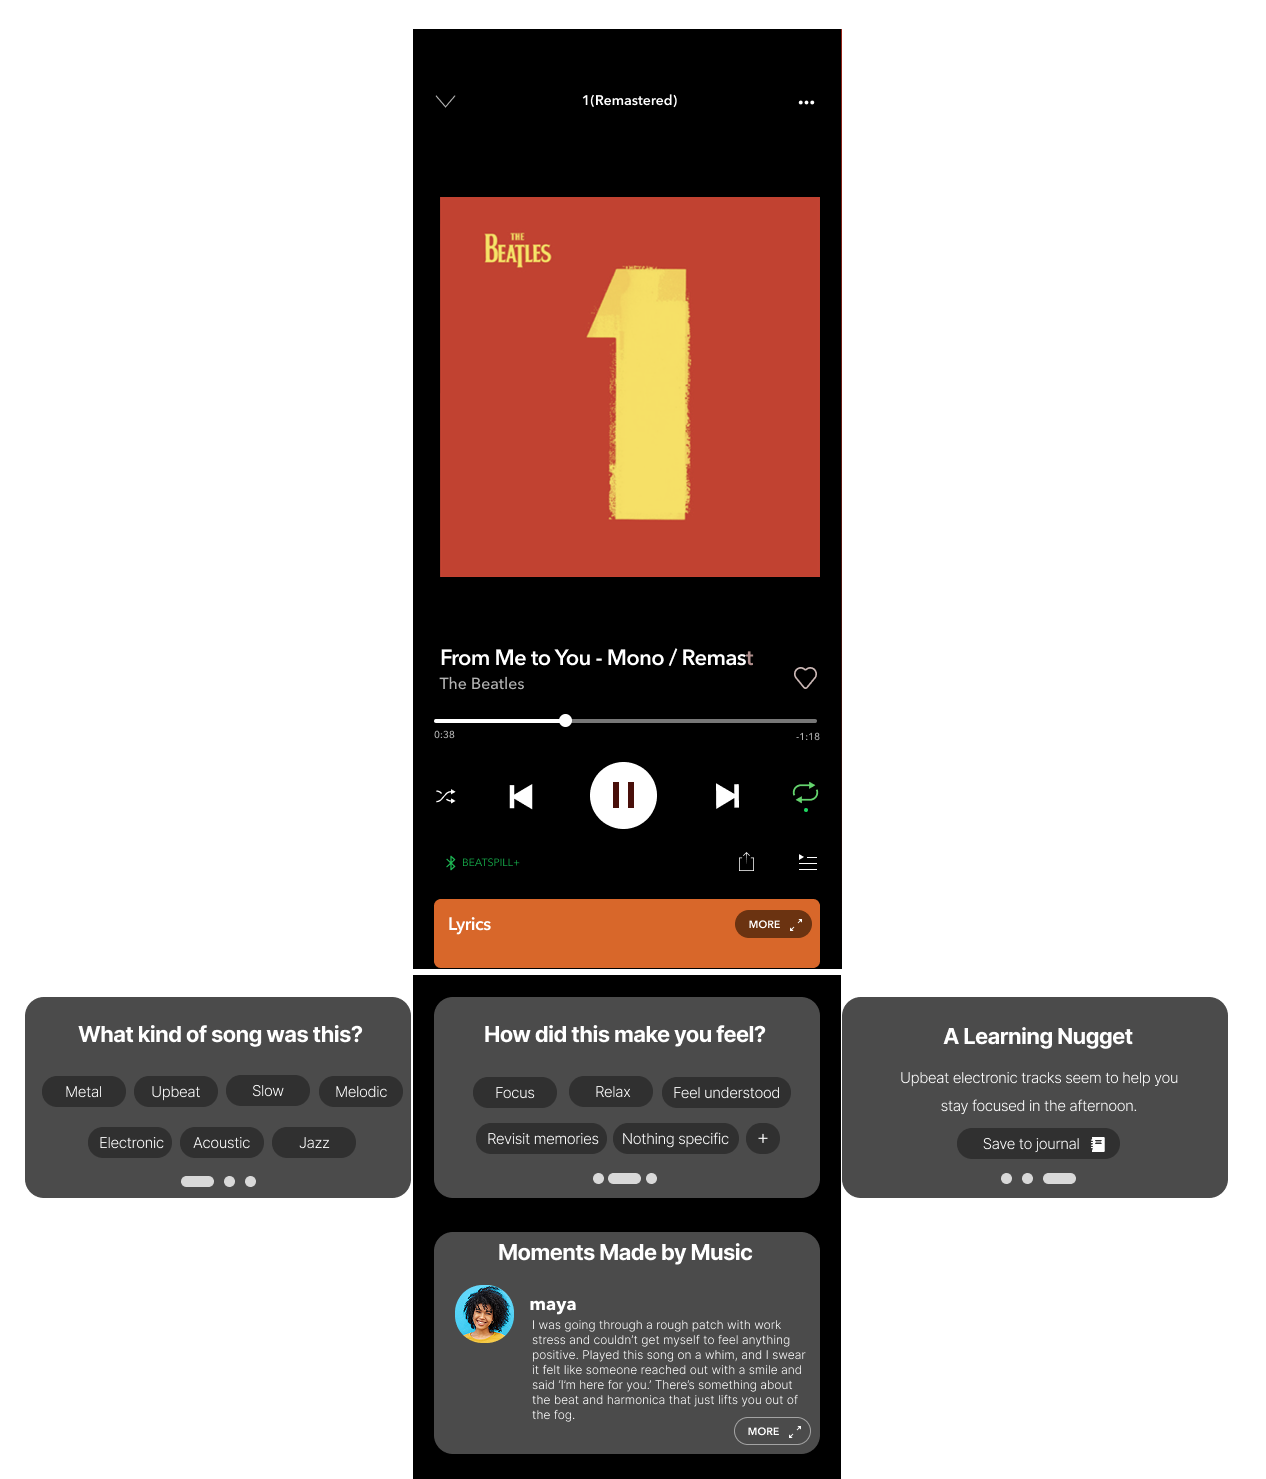 1(Remastered)
THE
BEATLES
1
From Me to You - Mono / Remast
The Beatles
0:38
-1:18
BEATSPILL+
Lyrics
MORE
What kind of song was this?
Metal
Upbeat
Slow
Melodic
Electronic
Acoustic
Jazz
How did this make you feel?
Focus
Relax
Feel understood
Revisit memories
Nothing specific
+
A Learning Nugget
Upbeat electronic tracks seem to help you
stay focused in the afternoon.
Save to journal
Moments Made by Music
maya
I was going through a rough patch with work
stress and couldn't get myself to feel anything
positive. Played this song on a whim, and I swear
it felt like someone reached out with a smile and
said ‘I’m here for you.’ There’s something about
the beat and harmonica that just lifts you out of
the fog.
MORE